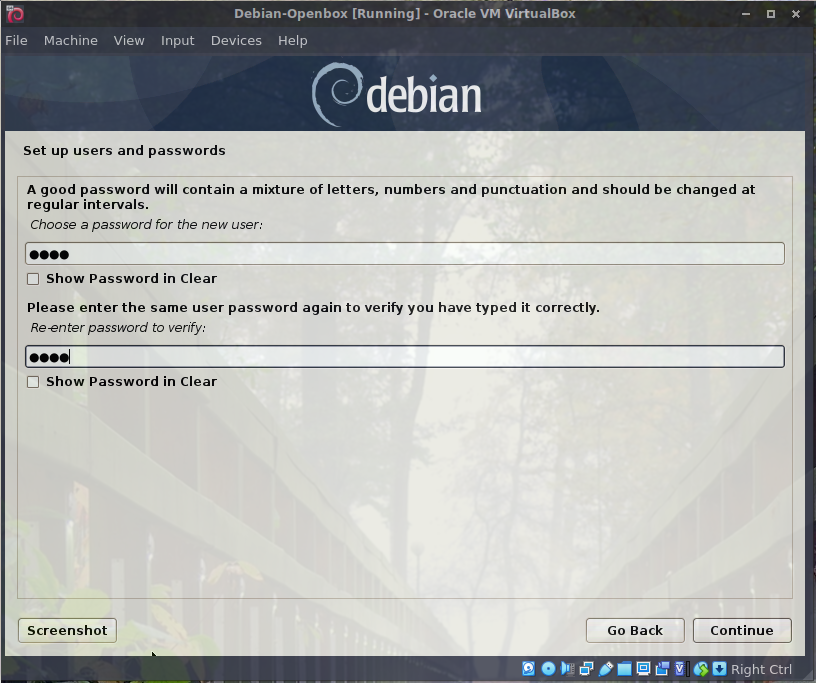 Debian-Openbox [Running] - Oracle VM VirtualBox
File Machine View Input Devices Help
debian
Set up users and passwords
A good password will contain a mixture of letters, numbers and punctuation and should be changed at
regular intervals.
Choose a password for the new user:
●●●●
Show Password in Clear
Please enter the same user password again to verify you have typed it correctly.
Re-enter password to verify:
●●●●
Show Password in Clear
Screenshot Go Back Continue
Right Ctrl